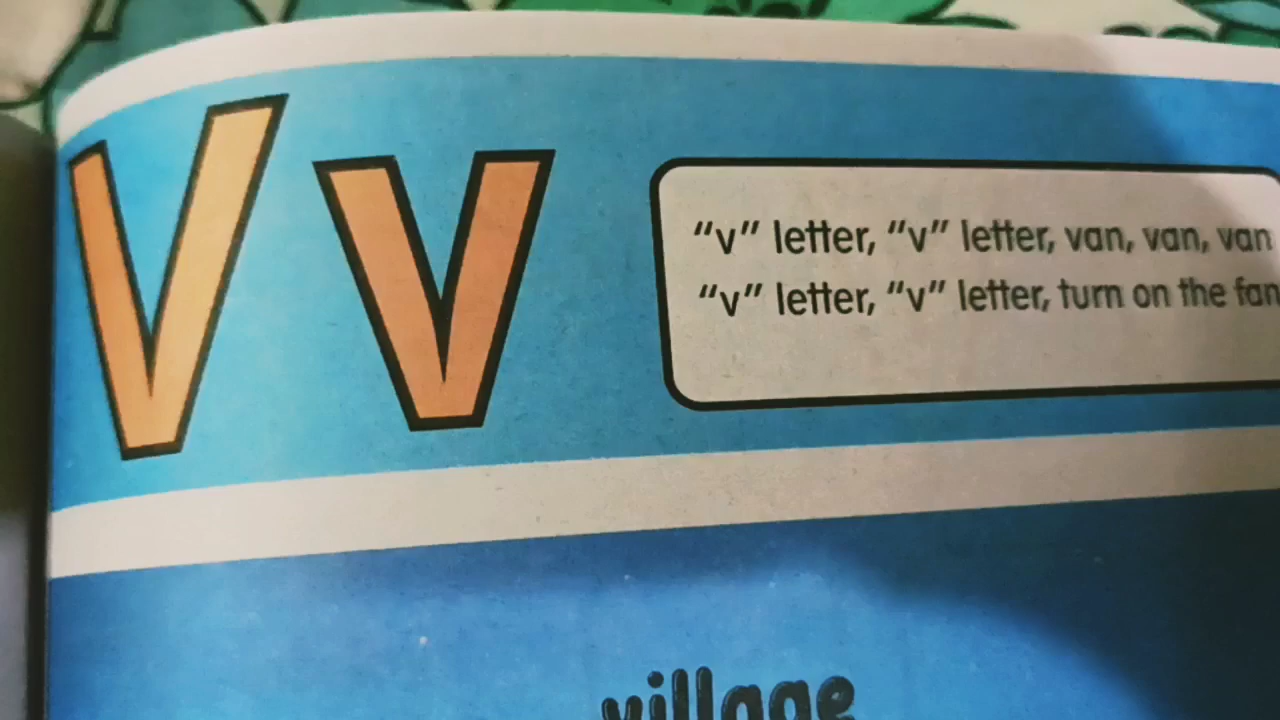 V v
“v” letter, “v” letter, van, van, van
“v” letter, “v” letter, turn on the fan
village